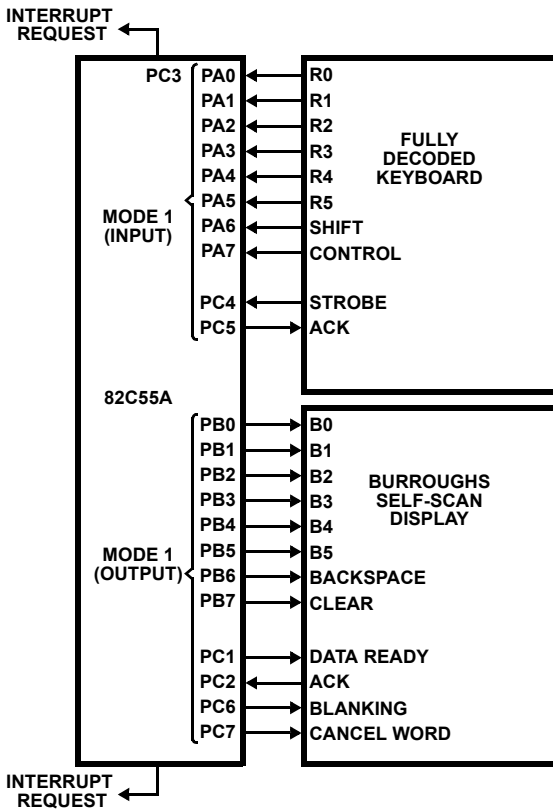 INTERRUPT
REQUEST
PC3 PA0 R0
PA1 R1
PA2 R2
PA3 R3
PA4 R4
PA5 R5
PA6 SHIFT
PA7 CONTROL
MODE 1
(INPUT)
FULLY
DECODED
KEYBOARD
PC4 STROBE
PC5 ACK
82C55A
PB0 B0
PB1 B1
PB2 B2
PB3 B3
PB4 B4
PB5 B5
PB6 BACKSPACE
PB7 CLEAR
MODE 1
(OUTPUT)
BURROUGHS
SELF-SCAN
DISPLAY
PC1 DATA READY
PC2 ACK
PC6 BLANKING
PC7 CANCEL WORD
INTERRUPT
REQUEST